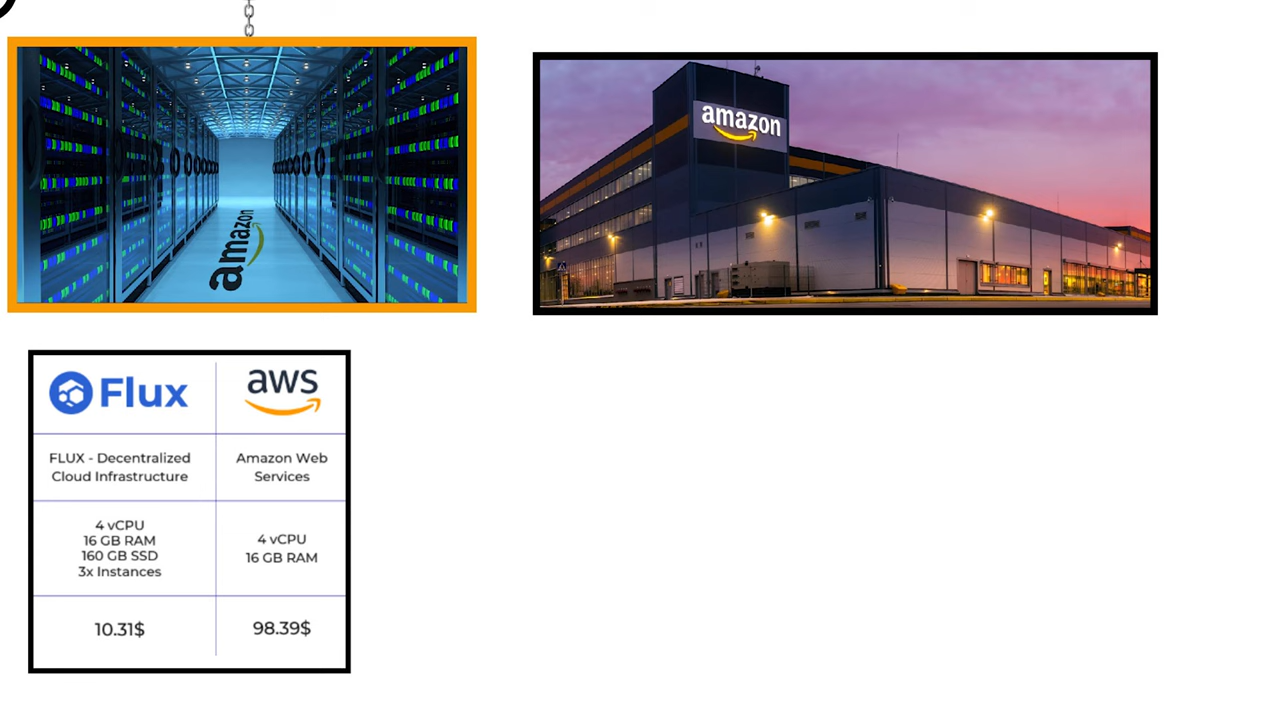 amazon
amazon
Flux
aws
FLUX - Decentralized
Cloud Infrastructure
Amazon Web
Services
4 vCPU
16 GB RAM
160 GB SSD
3x Instances
4 vCPU
16 GB RAM
10.31$
98.39$